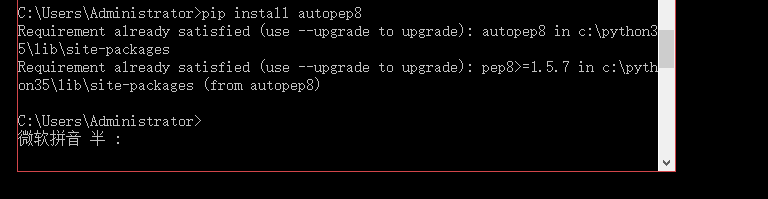 C:\Users\Administrator>pip install autopep8
Requirement already satisfied (use --upgrade to upgrade): autopep8 in c:\python3
5\lib\site-packages
Requirement already satisfied (use --upgrade to upgrade): pep8>=1.5.7 in c:\pyth
on35\lib\site-packages (from autopep8)
C:\Users\Administrator>
微软拼音 半 :